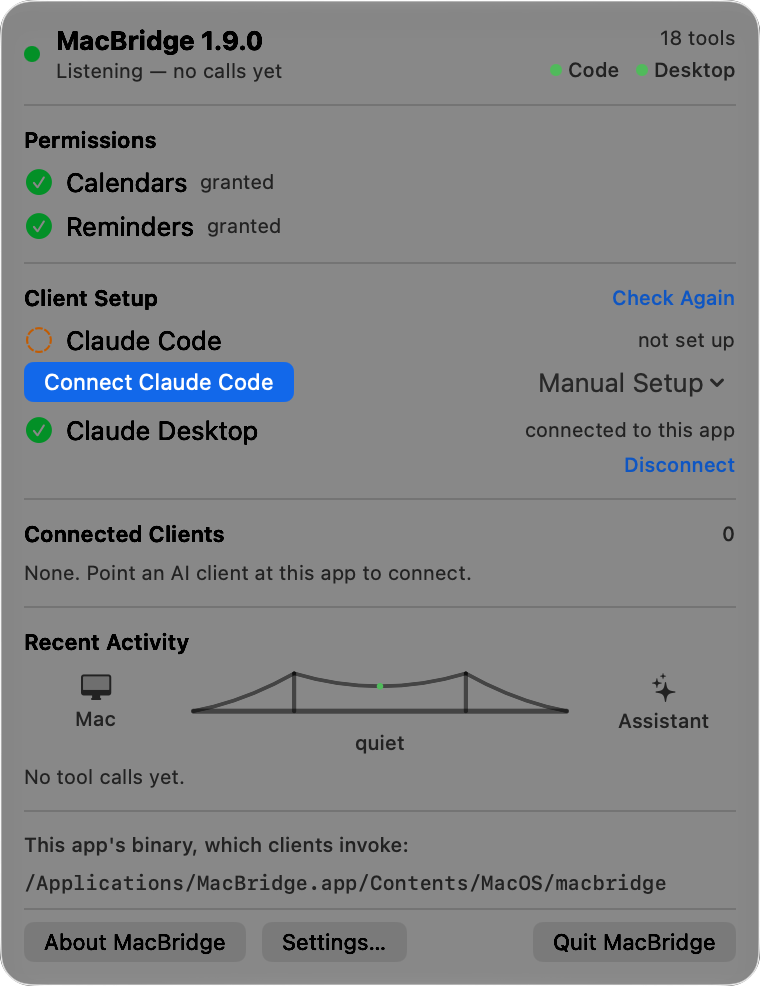 MacBridge 1.9.0
18 tools
Listening — no calls yet
Code Desktop
Permissions
Calendars granted
Reminders granted
Client Setup
Check Again
Claude Code
not set up
Connect Claude Code
Manual Setup
Claude Desktop
connected to this app
Disconnect
Connected Clients
0
None. Point an AI client at this app to connect.
Recent Activity
Mac
Assistant
quiet
No tool calls yet.
This app's binary, which clients invoke:
/Applications/MacBridge.app/Contents/MacOS/macbridge
About MacBridge
Settings...
Quit MacBridge